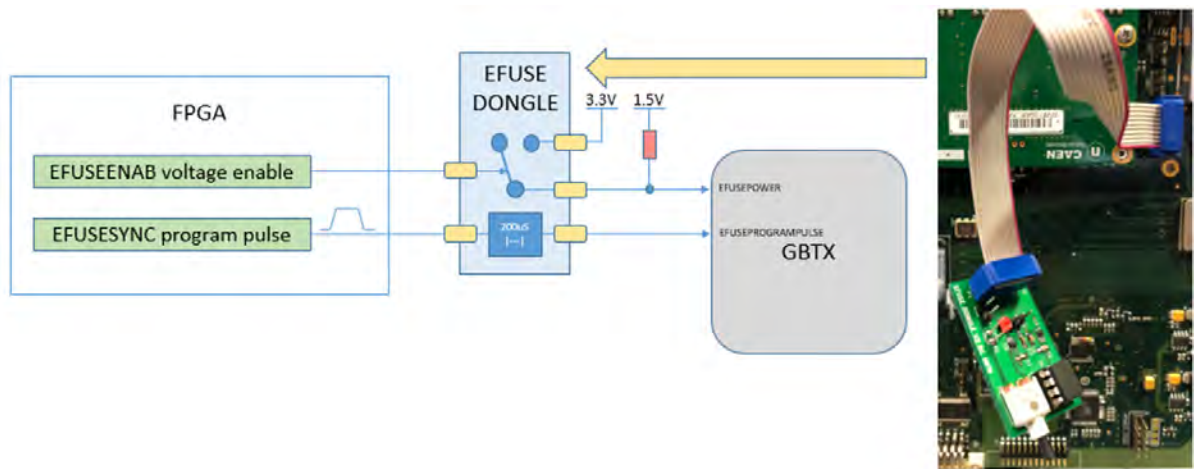 FPGA
EFUSEENAB voltage enable
EFUSESYNC program pulse
EFUSE
DONGLE
3.3V
1.5V
200uS
|---|
EFUSEPOWER
EFUSEPROGRAMPULSE
GBTX
CAEN